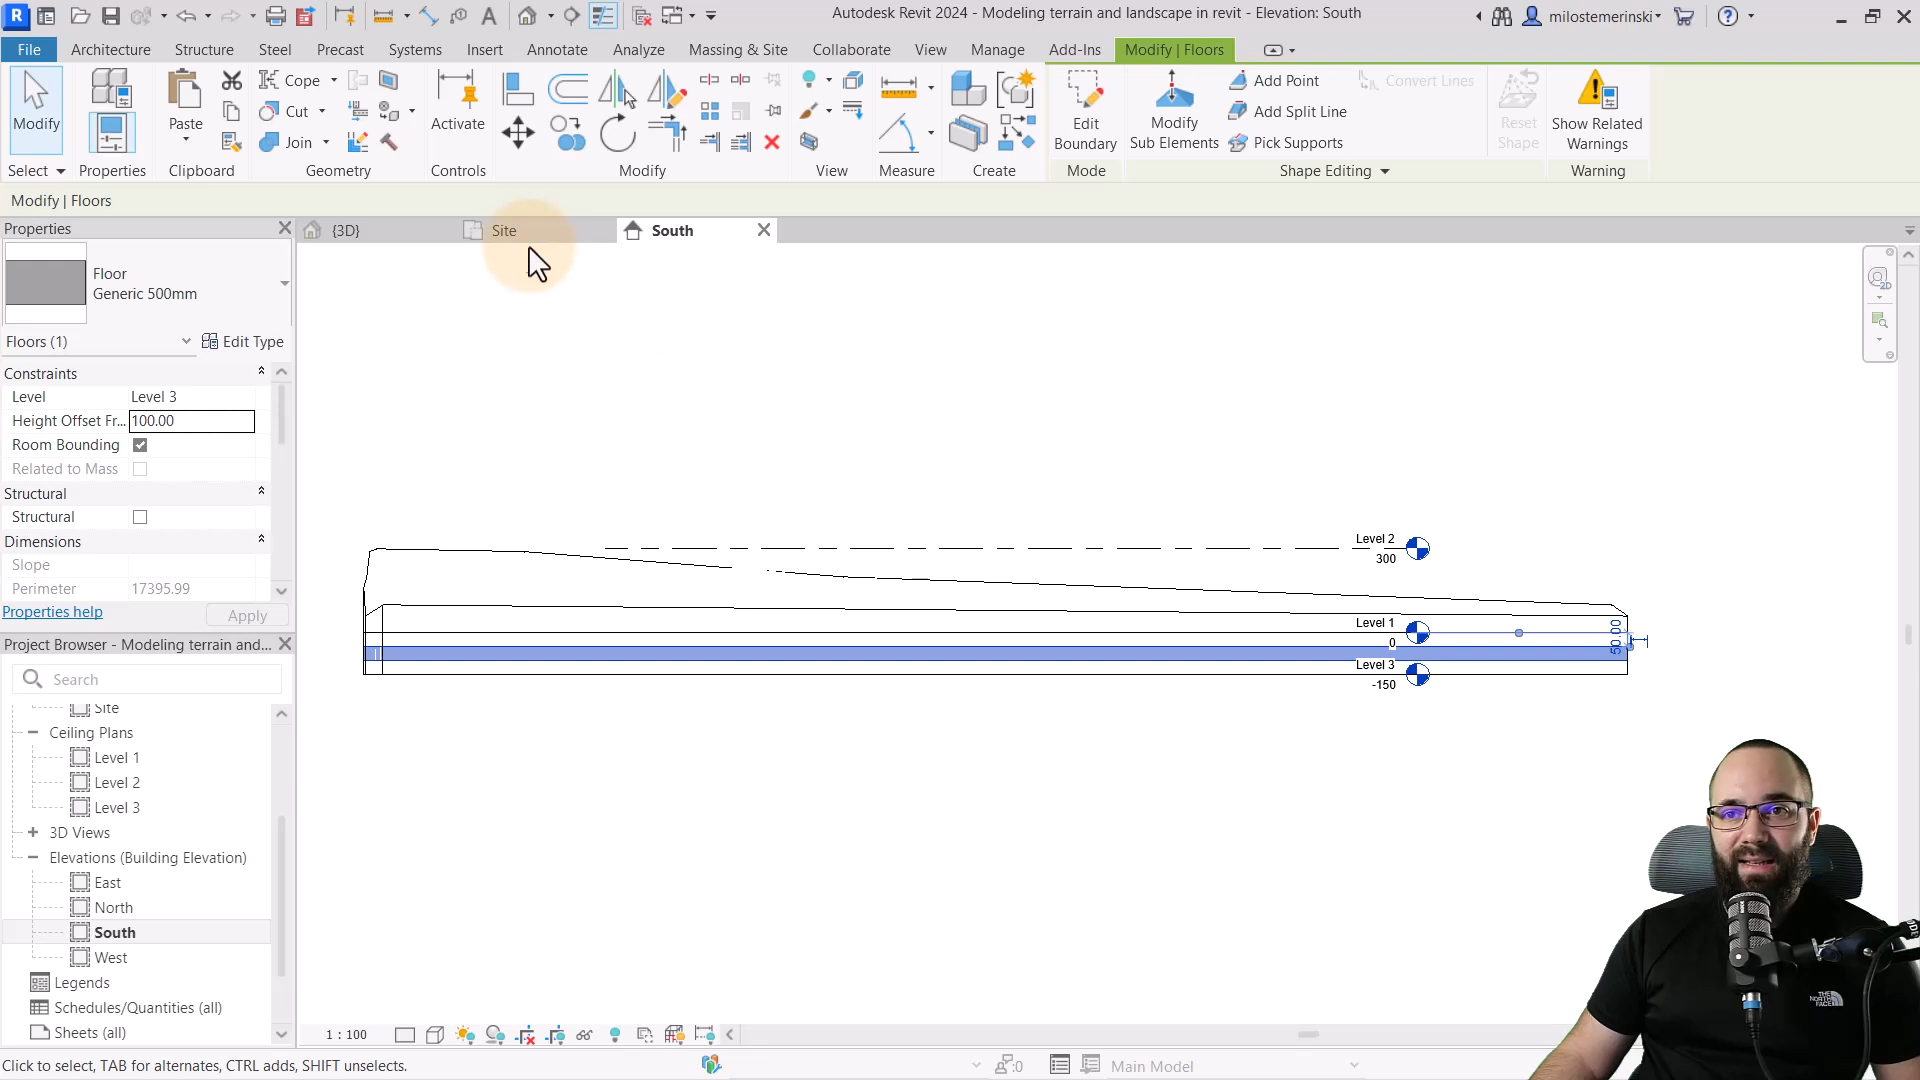 Autodesk Revit 2024 - Modeling terrain and landscape in revit - Elevation: South
milostemerinski
File Architecture Structure Steel Precast Systems Insert Annotate Analyze Massing & Site Collaborate View Manage Add-Ins Modify | Floors
Modify
Paste
Cope
Cut
Join
Activate
Edit
Boundary
Modify
Sub Elements
Add Point
Add Split Line
Pick Supports
Convert Lines
Reset
Shape
Show Related
Warnings
Select Properties Clipboard Geometry Controls Modify View Measure Create Mode Shape Editing Warning
Modify | Floors
Properties
{3D} Site South
Floor
Generic 500mm
Floors (1) Edit Type
Constraints
Level Level 3
Height Offset Fr... 100.00
Room Bounding
Related to Mass
Structural
Structural
Dimensions
Slope
Perimeter 17395.99
Properties help Apply
Project Browser - Modeling terrain and...
Search
Site
Ceiling Plans
Level 1
Level 2
Level 3
3D Views
Elevations (Building Elevation)
East
North
South
West
Legends
Schedules/Quantities (all)
Sheets (all)
Level 2
300
Level 1
0
50.00
Level 3
-150
2D
THE
NORTH
FACE
1 : 100
Click to select, TAB for alternates, CTRL adds, SHIFT unselects.
:0
Main Model